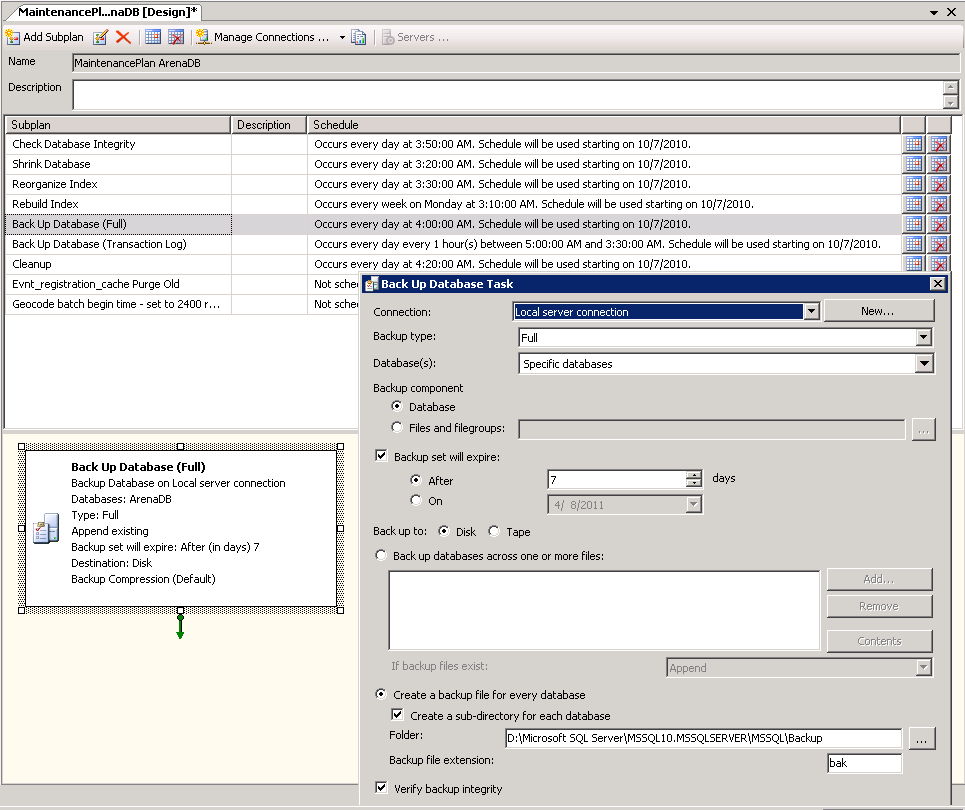 MaintenancePl...naDB [Design]*
Add Subplan Manage Connections ... Servers ...
Name MaintenancePlan ArenaDB
Description
Subplan Description Schedule
Check Database Integrity Occurs every day at 3:50:00 AM. Schedule will be used starting on 10/7/2010.
Shrink Database Occurs every day at 3:20:00 AM. Schedule will be used starting on 10/7/2010.
Reorganize Index Occurs every day at 3:30:00 AM. Schedule will be used starting on 10/7/2010.
Rebuild Index Occurs every week on Monday at 3:10:00 AM. Schedule will be used starting on 10/7/2010.
Back Up Database (Full) Occurs every day at 4:00:00 AM. Schedule will be used starting on 10/7/2010.
Back Up Database (Transaction Log) Occurs every day every 1 hour(s) between 5:00:00 AM and 3:30:00 AM. Schedule will be used starting on 10/7/2010.
Cleanup Occurs every day at 4:20:00 AM. Schedule will be used starting on 10/7/2010.
Evnt_registration_cache Purge Old Not sche
Geocode batch begin time - set to 2400 r... Not sche
Back Up Database (Full)
Backup Database on Local server connection
Databases: ArenaDB
Type: Full
Append existing
Backup set will expire: After (in days) 7
Destination: Disk
Backup Compression (Default)
Back Up Database Task
Connection: Local server connection New...
Backup type: Full
Database(s): Specific databases
Backup component
Database
Files and filegroups: ...
Backup set will expire:
After 7 days
On 4/ 8/2011
Back up to: Disk Tape
Back up databases across one or more files:
Add...
Remove
Contents
If backup files exist: Append
Create a backup file for every database
Create a sub-directory for each database
Folder: D:\Microsoft SQL Server\MSSQL10.MSSQLSERVER\MSSQL\Backup ...
Backup file extension: bak
Verify backup integrity